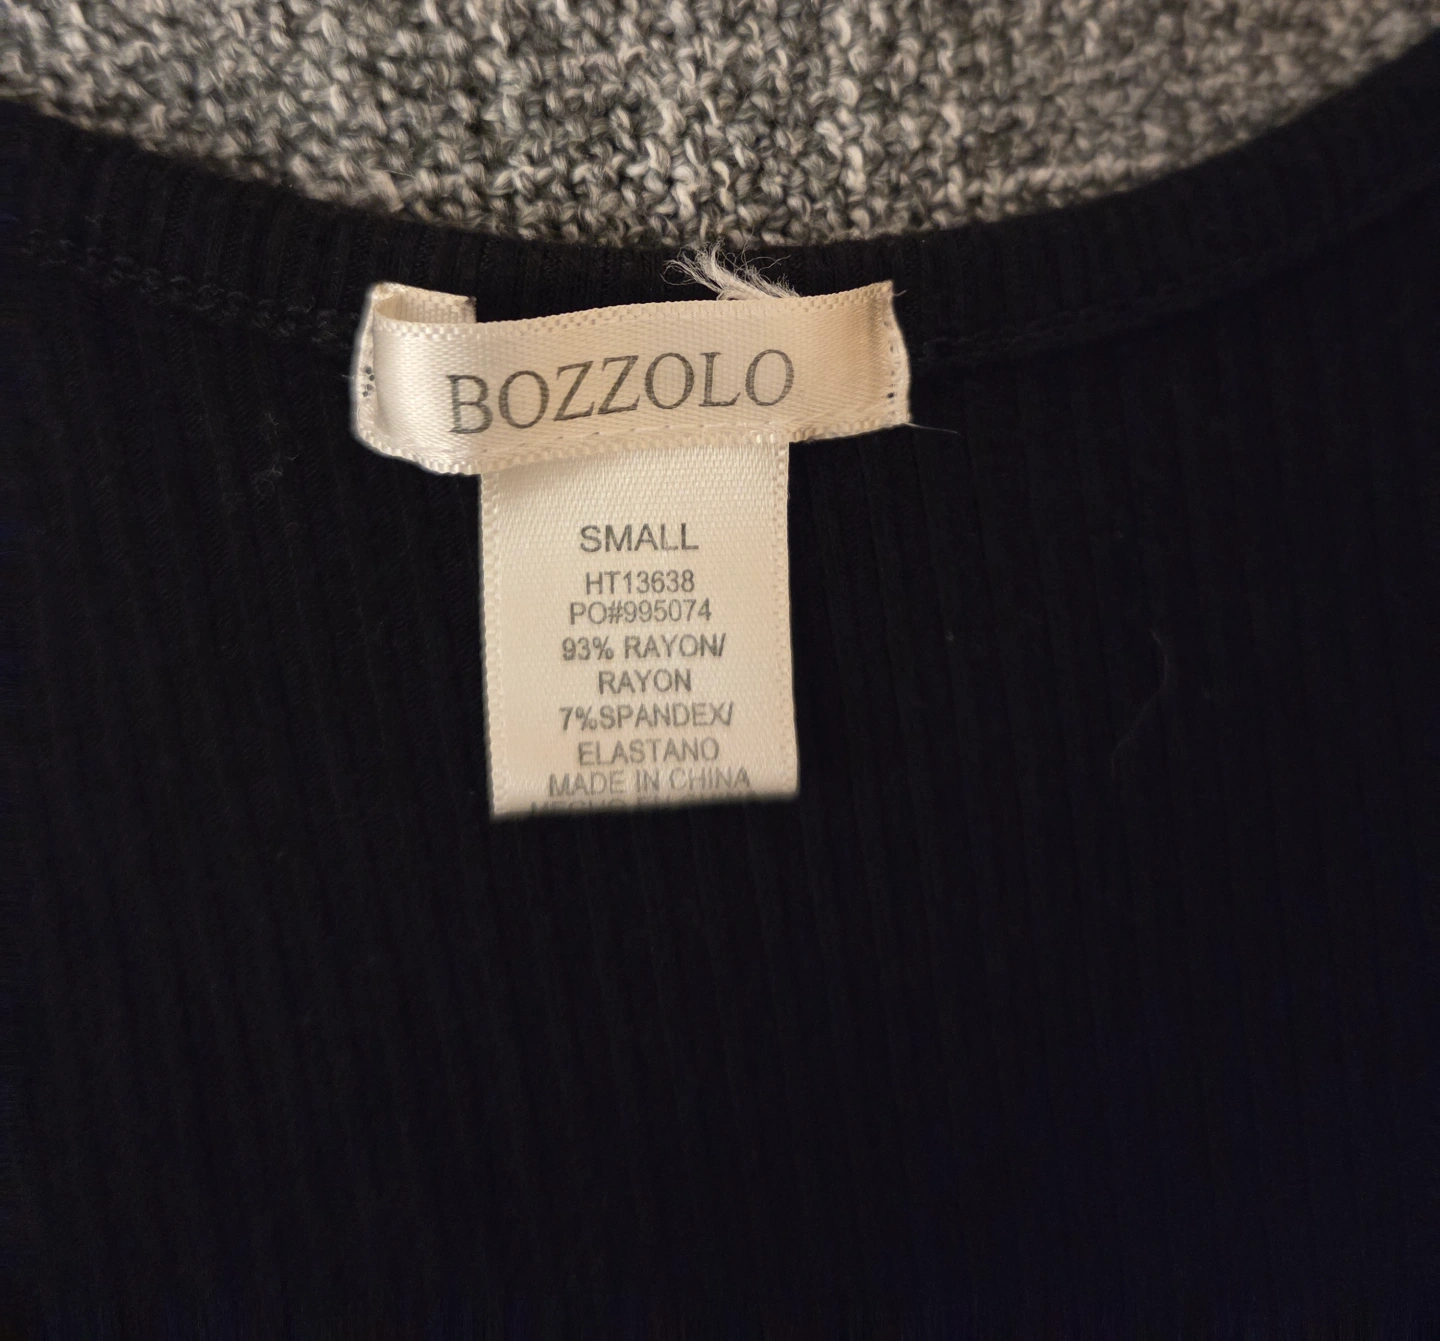 BOZZOLO
SMALL
HT13638
PO#995074
93% RAYON/
RAYON
7%SPANDEX/
ELASTANO
MADE IN CHINA